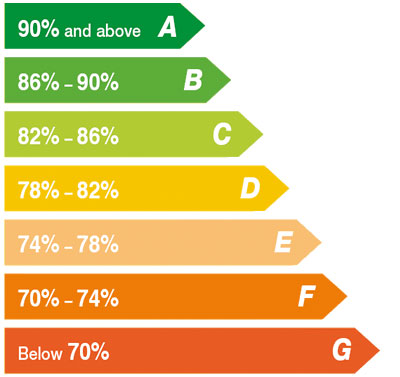 90% and above A
86% – 90% B
82% – 86% C
78% – 82% D
74% – 78% E
70% – 74% F
Below 70% G